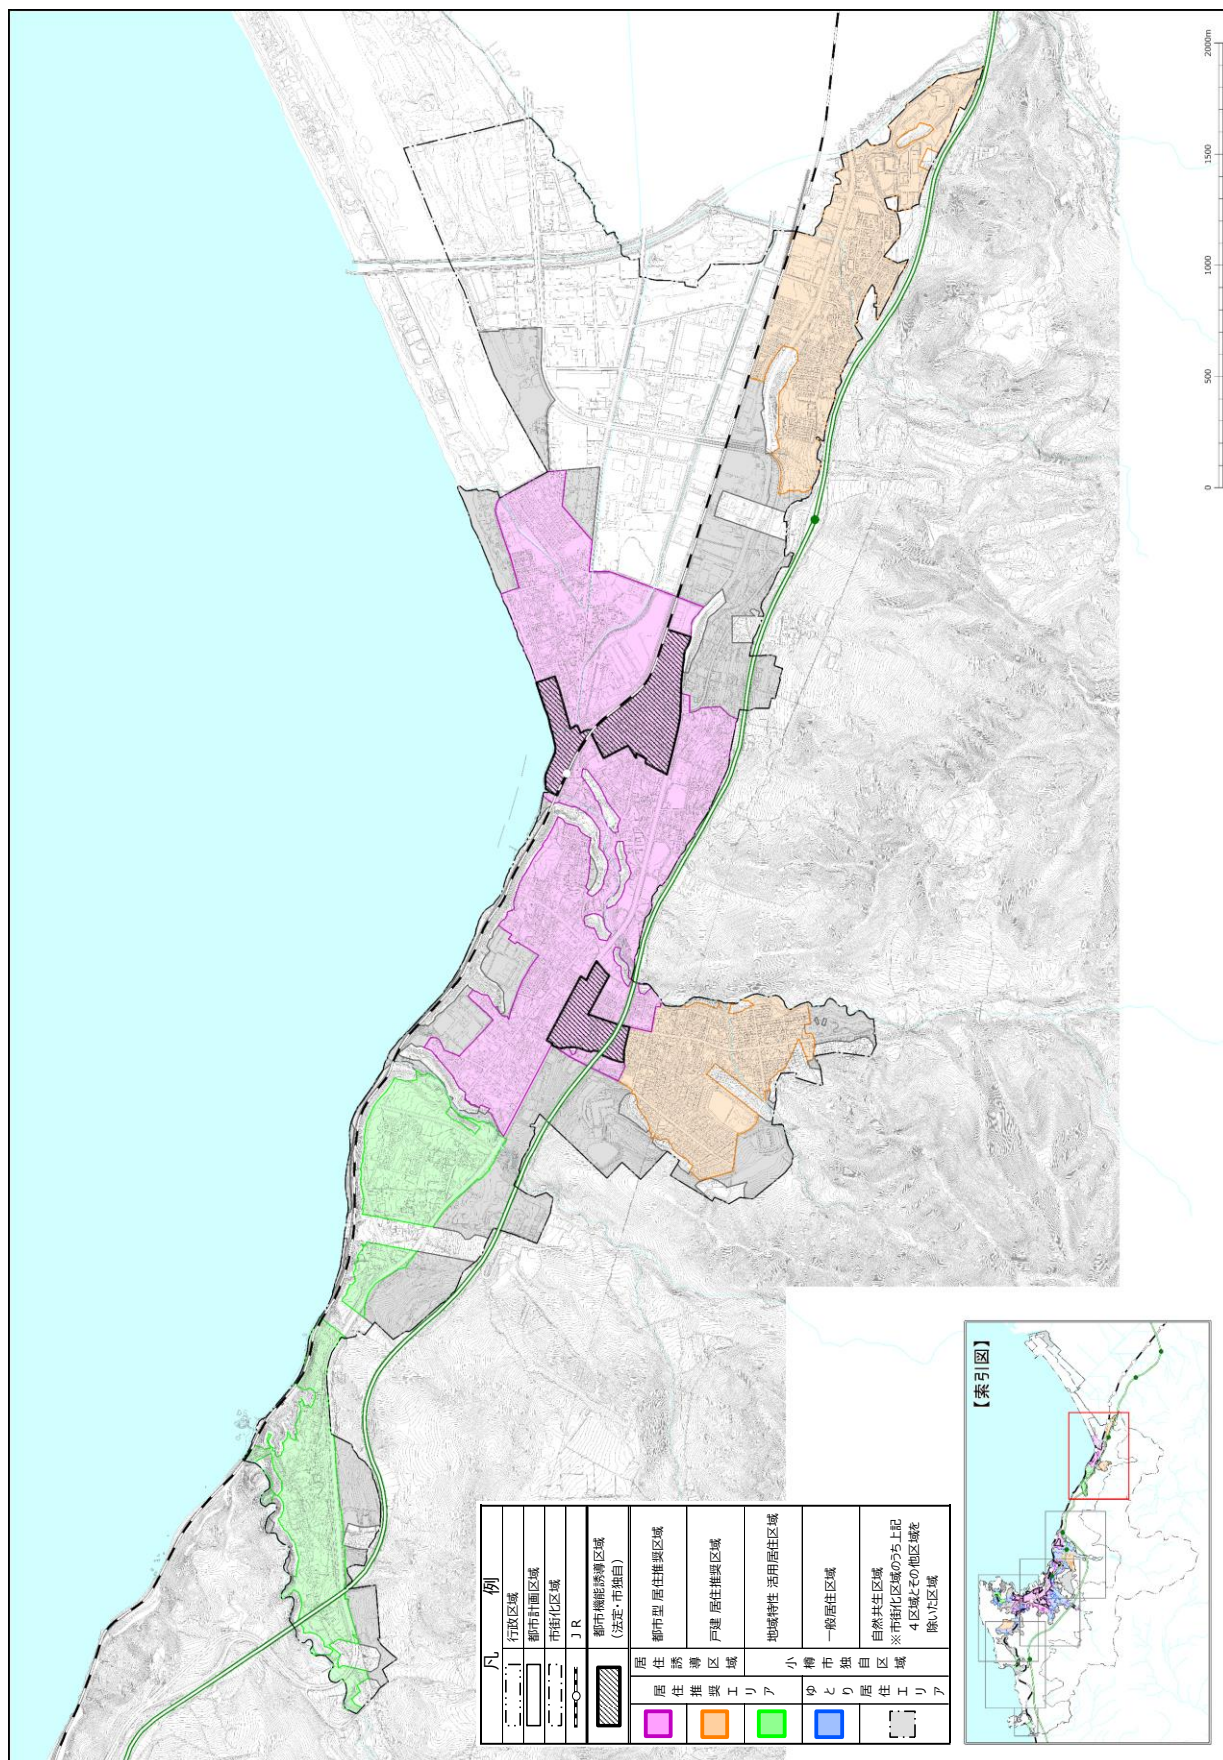 凡例
行政区域
都市計画区域
市街化区域
JR
都市機能誘導区域
(法定・市独自)
居住推奨エリア
居住誘導区域
都市型 居住推奨区域
戸建 居住推奨区域
小樽市独自区域
地域特性 活用居住区域
ゆとり居住エリア
一般居住区域
自然共生区域
※市街化区域のうち上記
4区域とその他区域を
除いた区域
【索引図】
0
500
1000
1500
2000m